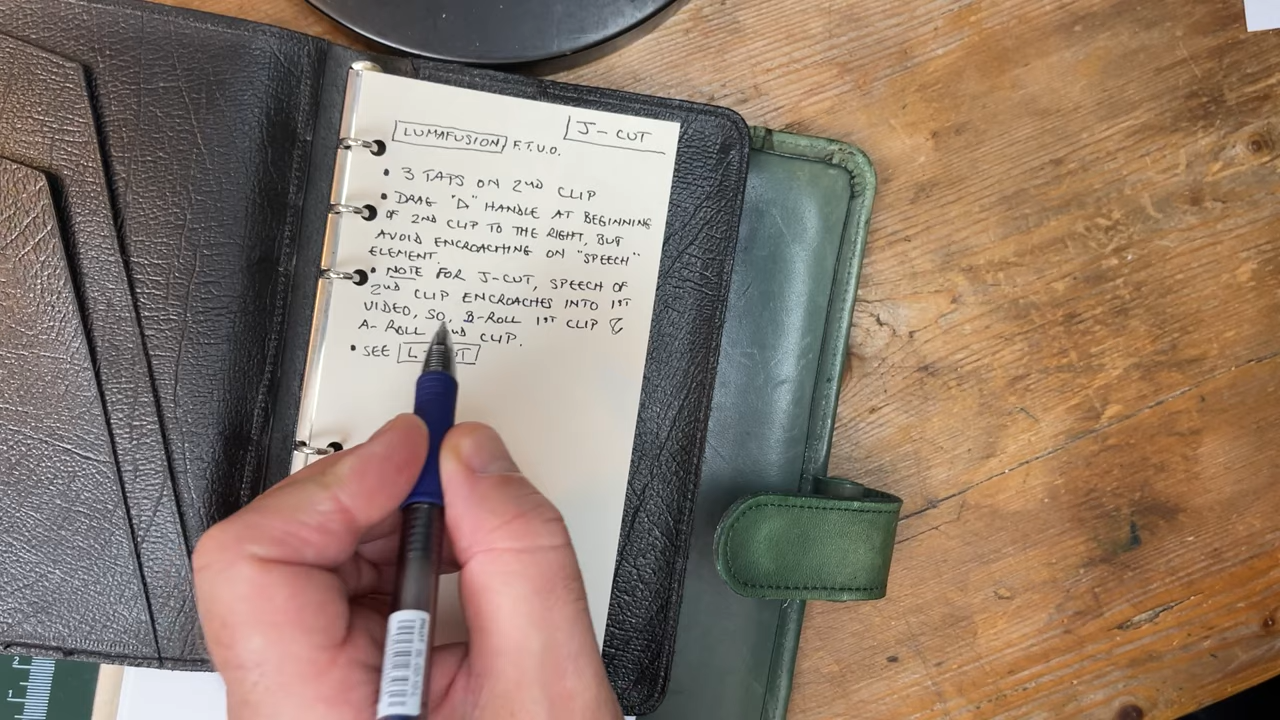 LUMAFUSION F.T.V.O. J-CUT
• 3 TAPS ON 2ND CLIP
• DRAG "D" HANDLE AT BEGINNING
OF 2ND CLIP TO THE RIGHT, BUT
AVOID ENCROACHING ON "SPEECH"
ELEMENT.
• NOTE FOR J-CUT, SPEECH OF
2ND CLIP ENCROACHES INTO 1ST
VIDEO, SO, B-ROLL 1ST CLIP &
A-ROLL CLIP.
• SEE
2
1